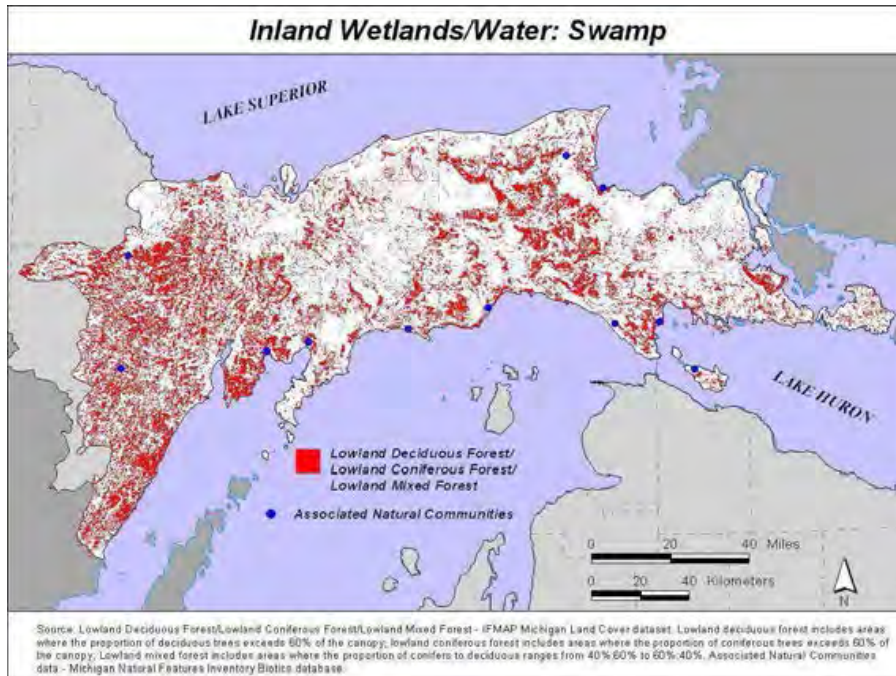 Inland Wetlands/Water: Swamp
LAKE SUPERIOR
LAKE HURON
Lowland Deciduous Forest/
Lowland Coniferous Forest/
Lowland Mixed Forest
Associated Natural Communities
0 20 40 Miles
0 20 40 Kilometers
N
Source: Lowland Deciduous Forest/Lowland Coniferous Forest/Lowland Mixed Forest - IFMAP Michigan Land Cover dataset. Lowland deciduous forest includes areas
where the proportion of deciduous trees exceeds 60% of the canopy; lowland coniferous forest includes areas where the proportion of coniferous trees exceeds 60% of
the canopy; Lowland mixed forest includes areas where the proportion of conifers to deciduous ranges from 40%:60% to 60%:40%. Associated Natural Communities
data - Michigan Natural Features Inventory Biotics database.